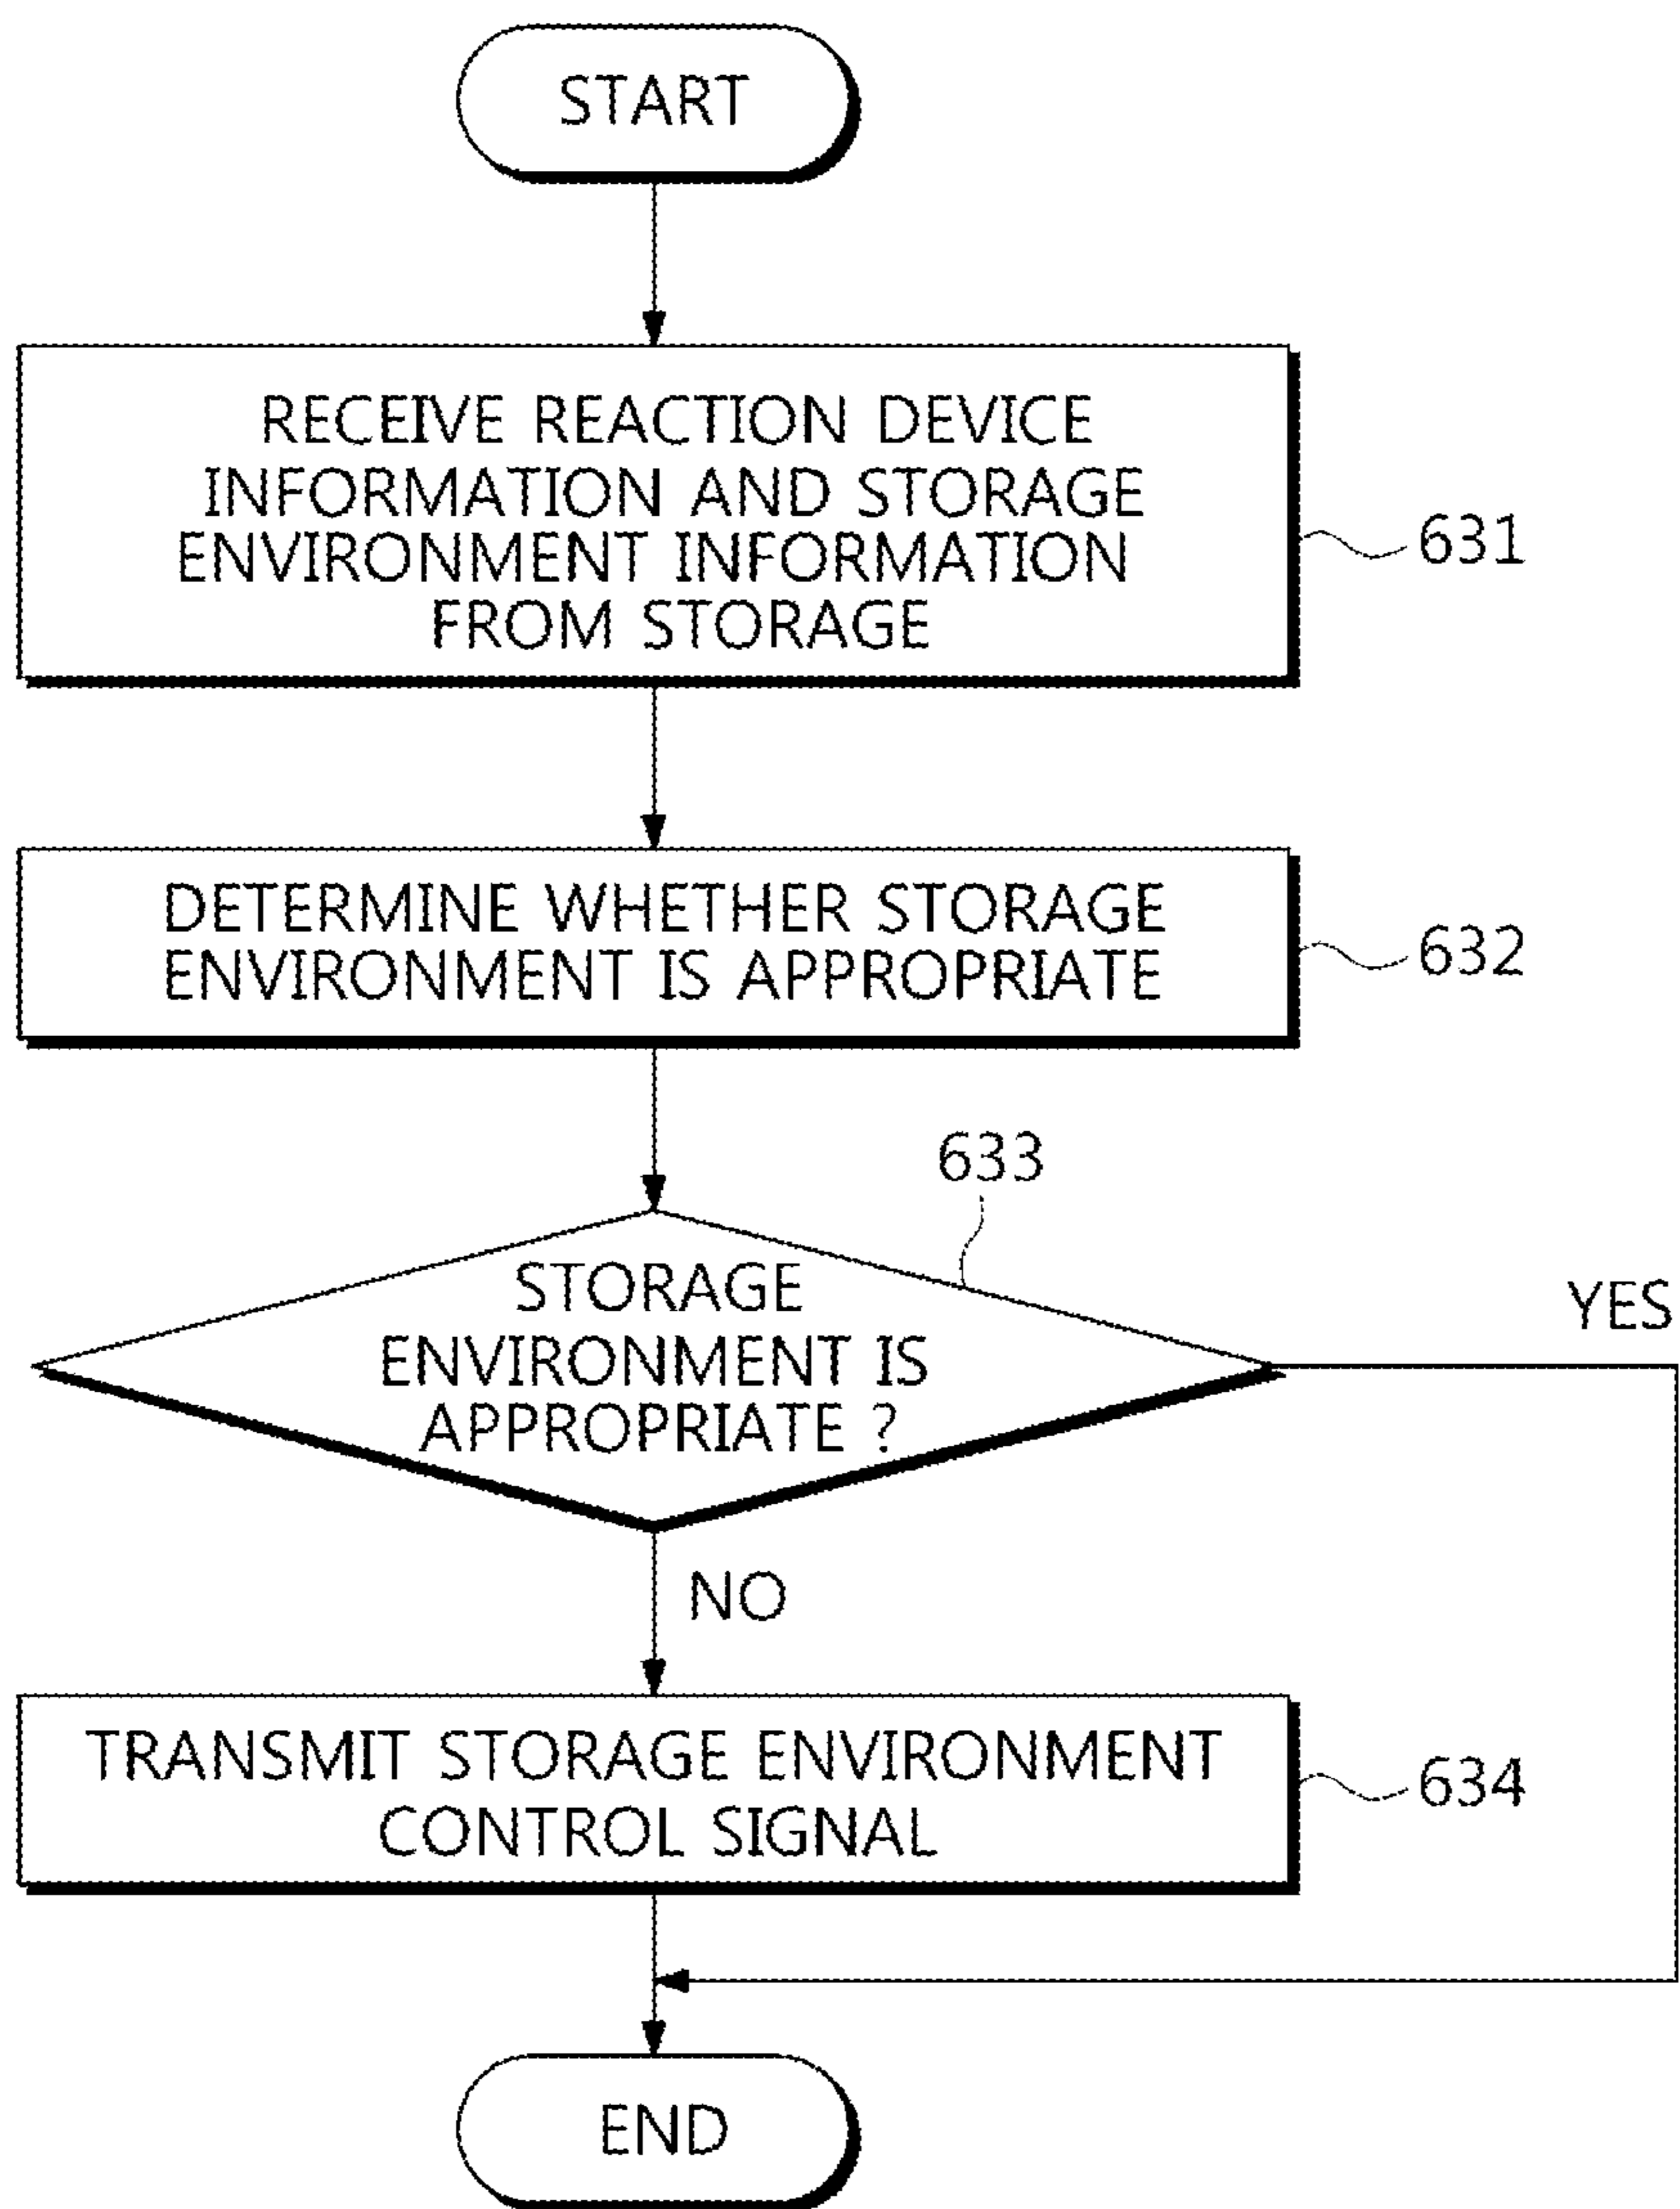 START
RECEIVE REACTION DEVICE
INFORMATION AND STORAGE
ENVIRONMENT INFORMATION
FROM STORAGE
631
DETERMINE WHETHER STORAGE
ENVIRONMENT IS APPROPRIATE
632
633
STORAGE
ENVIRONMENT IS
APPROPRIATE ?
YES
NO
TRANSMIT STORAGE ENVIRONMENT
CONTROL SIGNAL
634
END